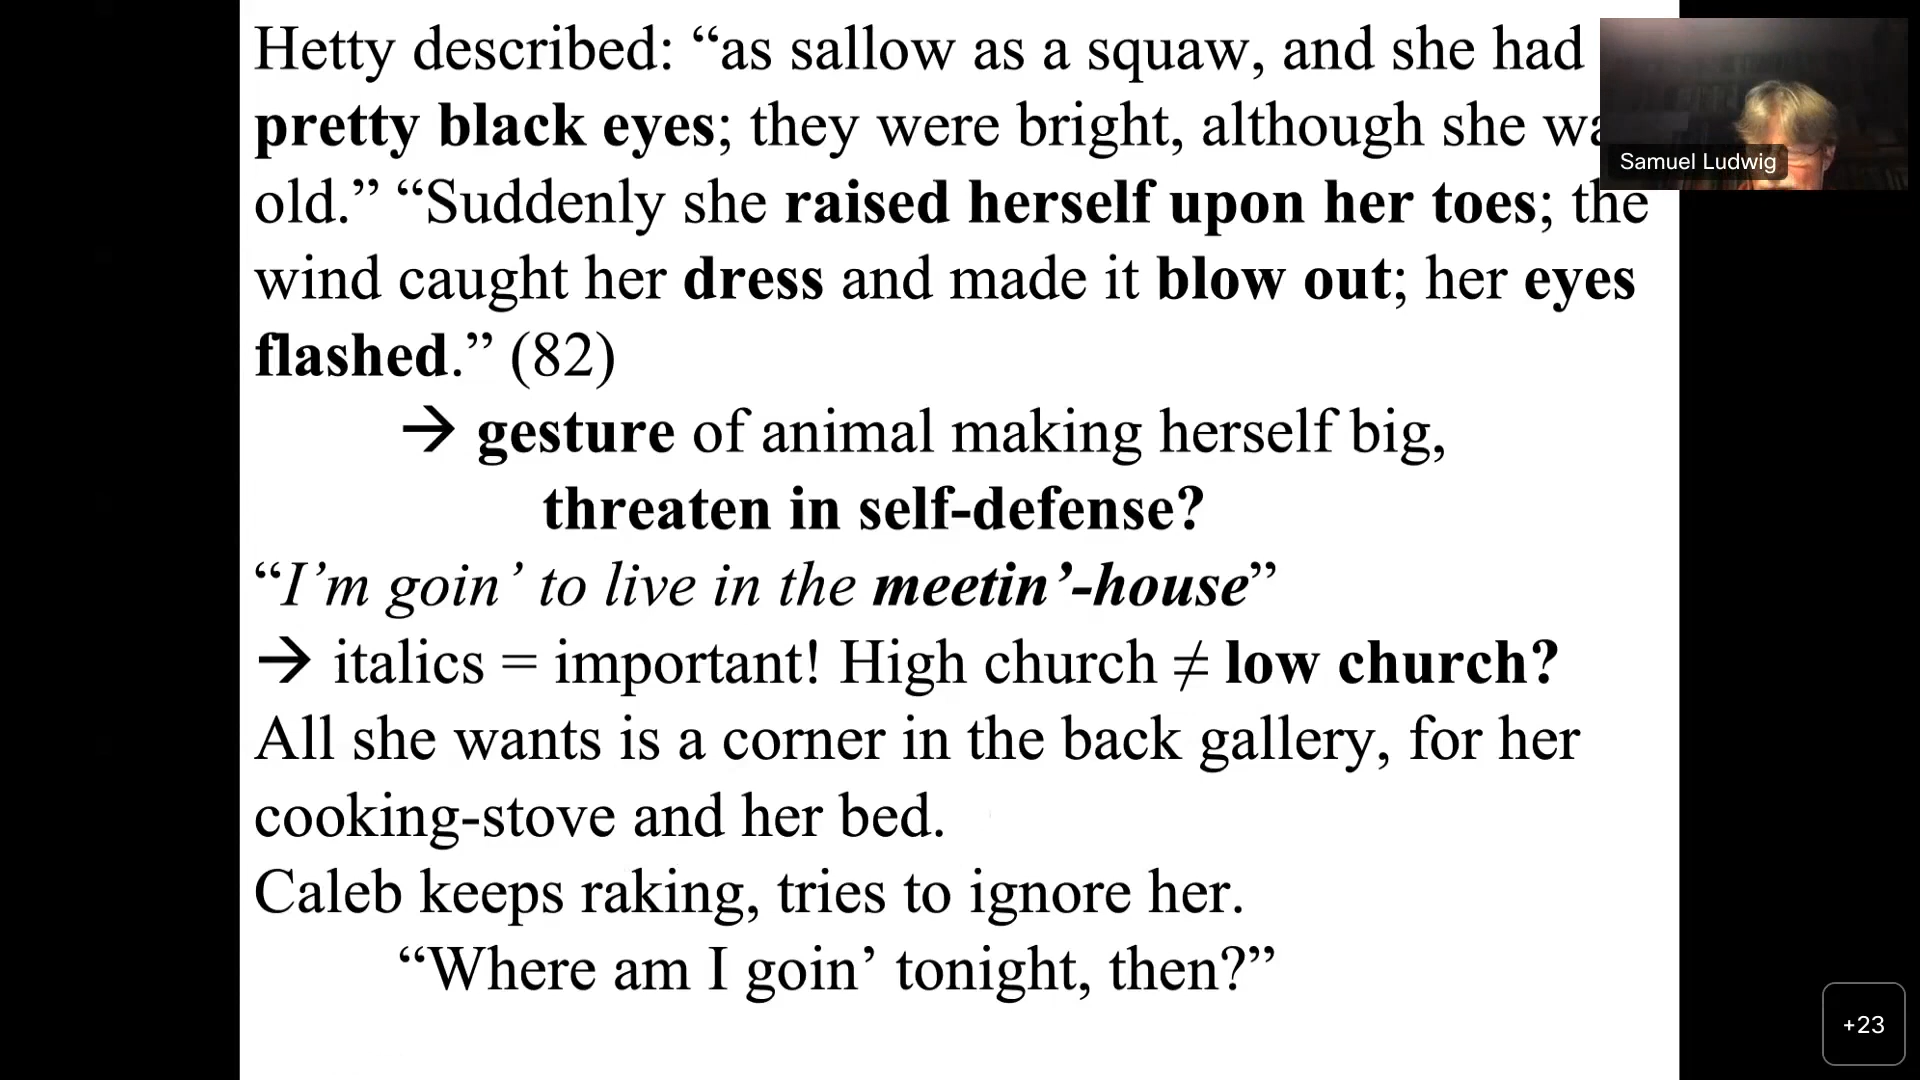 Hetty described: “as sallow as a squaw, and she had
pretty black eyes; they were bright, although she
old.” “Suddenly she raised herself upon her toes; the
wind caught her dress and made it blow out; her eyes
flashed.” (82)
→ gesture of animal making herself big,
threaten in self-defense?
“I’m goin’ to live in the meetin’-house”
→ italics = important! High church ≠ low church?
All she wants is a corner in the back gallery, for her
cooking-stove and her bed.
Caleb keeps raking, tries to ignore her.
“Where am I goin’ tonight, then?”
Samuel Ludwig
+23